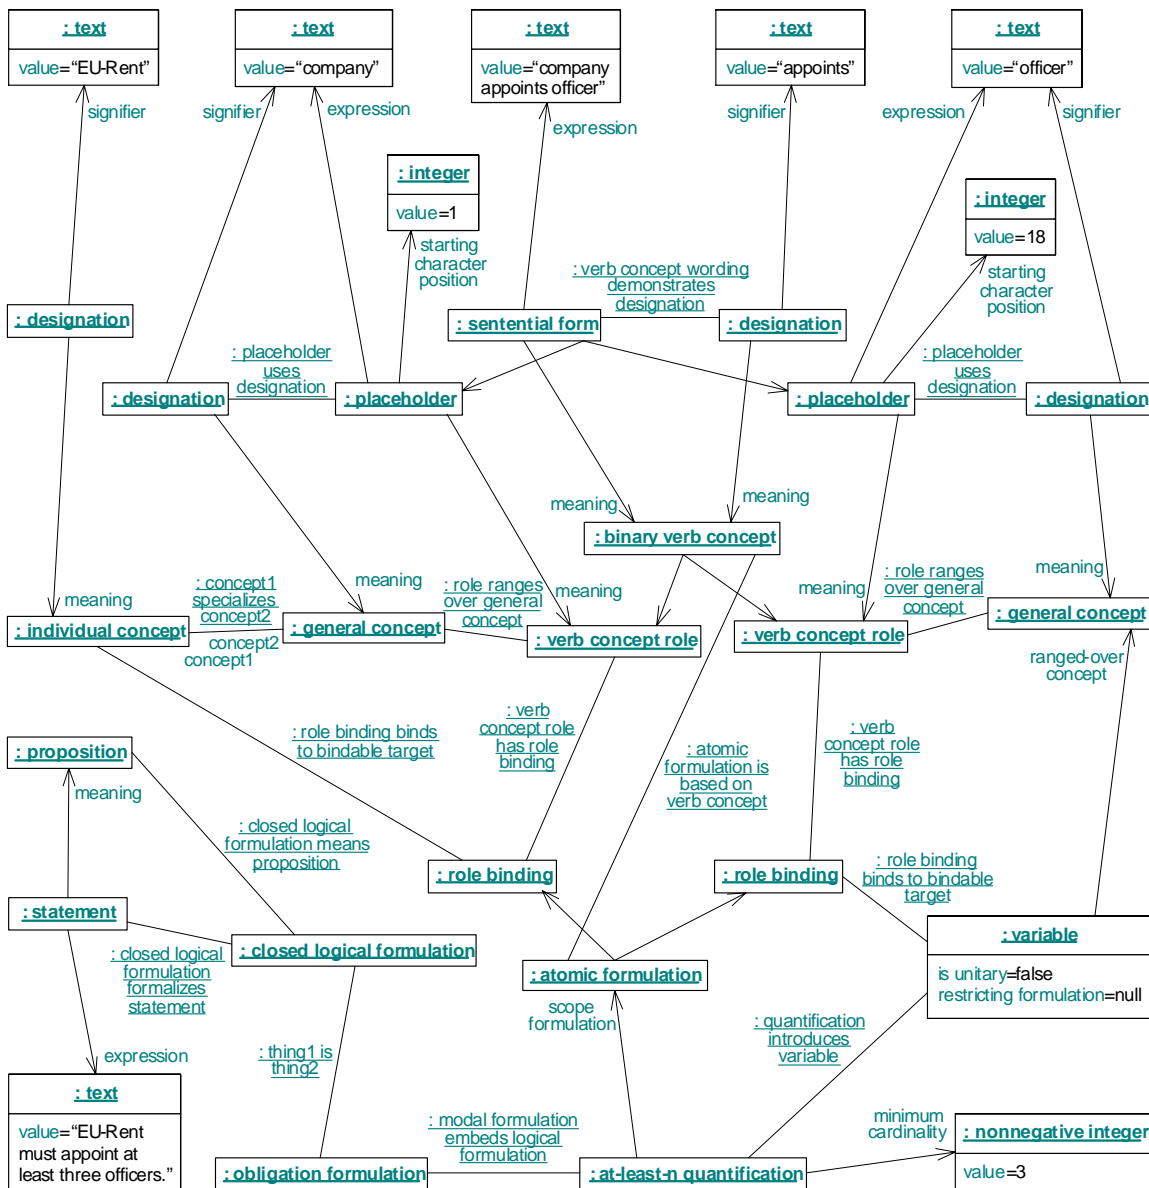 : text
value=“EU-Rent”
: text
value=“company”
: text
value=“company
appoints officer”
: text
value=“appoints”
: text
value=“officer”
signifier
signifier
expression
expression
signifier
expression
signifier
: integer
value=1
: integer
value=18
starting
character
position
starting
character
position
: verb concept wording
demonstrates
designation
: designation
: sentential form
: designation
: placeholder
uses
designation
: placeholder
uses
designation
: designation
: placeholder
: placeholder
: designation
meaning
meaning
: binary verb concept
: concept1
specializes
concept2
meaning
: role ranges
over general
concept
meaning
meaning
: role ranges
over general
concept
meaning
meaning
: individual concept
concept2
concept1
: general concept
: verb concept role
: verb concept role
: general concept
ranged-over
concept
: role binding binds
to bindable target
: verb
concept role
has role
binding
: atomic
formulation is
based on
verb concept
: verb
concept role
has role
binding
: proposition
meaning
: closed logical
formulation means
proposition
: role binding
: role binding
: role binding
binds to bindable
target
: statement
: closed logical formulation
: closed logical
formulation
formalizes
statement
: atomic formulation
scope
formulation
: variable
is unitary=false
restricting formulation=null
: quantification
introduces
variable
expression
: thing1 is
thing2
: text
value=“EU-Rent
must appoint at
least three officers.”
: modal formulation
embeds logical
formulation
: obligation formulation
: at-least-n quantification
minimum
cardinality
: nonnegative integer
value=3